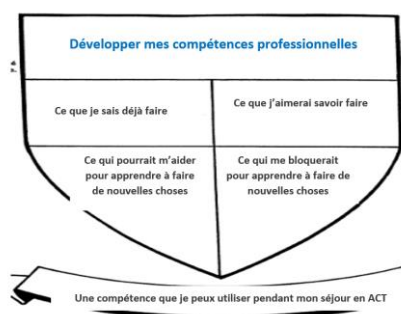 Développer mes compétences professionnelles
Ce que je sais déjà faire
Ce que j'aimerai savoir faire
Ce qui pourrait m'aider
pour apprendre à faire
de nouvelles choses
Ce qui me bloquerait
pour apprendre à faire de
nouvelles choses
Une compétence que je peux utiliser pendant mon séjour en ACT